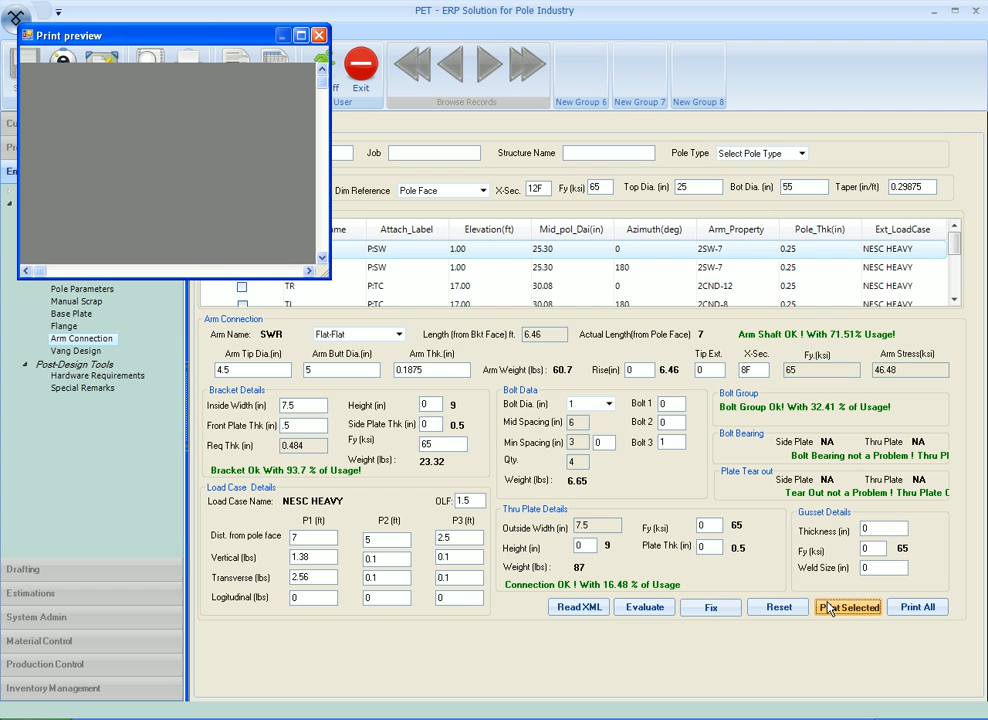 PET - ERP Solution for Pole Industry
Print preview
Exit
User
Browse Records
New Group 6
New Group 7
New Group 8
Job
Structure Name
Pole Type
Select Pole Type
Dim Reference
Pole Face
X-Sec.
12F
Fy (ksi)
65
Top Dia. (in)
25
Bot Dia. (in)
55
Taper (in/ft)
0.29875
Attach_Label
Elevation(ft)
Mid_pol_Dai(in)
Azimuth(deg)
Arm_Property
Pole_Thk(in)
Ext_LoadCase
P:SW 1.00 25.30 0 2SW-7 0.25 NESC HEAVY
P:SW 1.00 25.30 180 2SW-7 0.25 NESC HEAVY
TR P:TC 17.00 30.08 0 2CND-12 0.25 NESC HEAVY
TL P:TC 17.00 30.08 180 2CND-8 0.25 NESC HEAVY
Pole Parameters
Manual Scrap
Base Plate
Flange
Arm Connection
Vang Design
Post-Design Tools
Hardware Requirements
Special Remarks
Drafting
Estimations
System Admin
Material Control
Production Control
Inventory Management
Arm Connection
Arm Name: SWR
Flat-Flat
Length (from Bkt Face) ft. 6.46
Actual Length(from Pole Face) 7
Arm Shaft OK ! With 71.51% Usage!
Arm Tip Dia.(in)
Arm Butt Dia.(in)
Arm Thk.(in)
Tip Ext.
X-Sec.
Fy.(ksi)
Arm Stress(ksi)
4.5
5
0.1875
Arm Weight (lbs) : 60.7
Rise(in) 0 6.46
0
8F
65
46.48
Bracket Details
Inside Width (in) 7.5
Height (in) 0 9
Front Plate Thk (in) .5
Side Plate Thk (in) 0 0.5
Req Thk (in) 0.484
Fy (ksi) 65
Weight (lbs) : 23.32
Bracket Ok With 93.7 % of Usage!
Bolt Data
Bolt Dia. (in) 1
Bolt 1 0
Mid Spacing (in) 6
Bolt 2 0
Min Spacing (in) 3 0
Bolt 3 1
Qty. 4
Weight (lbs) : 6.65
Bolt Group
Bolt Group Ok! With 32.41 % of Usage!
Bolt Bearing
Side Plate NA
Thru Plate NA
Bolt Bearing not a Problem ! Thru Pl
Plate Tear out
Side Plate NA
Thru Plate NA
Tear Out not a Problem ! Thru Plate C
Load Case Details
Load Case Name: NESC HEAVY
OLF: 1.5
P1 (ft)
P2 (ft)
P3 (ft)
Dist. from pole face 7 5 2.5
Vertical (lbs) 1.38 0.1 0.1
Transverse (lbs) 2.56 0.1 0.1
Logitudinal (lbs) 0 0 0
Thru Plate Details
Outside Width (in) 7.5
Fy (ksi) 0 65
Height (in) 0 9
Plate Thk (in) 0 0.5
Weight (lbs) : 87
Connection OK ! With 16.48 % of Usage
Gusset Details
Thickness (in) 0
Fy (ksi) 0 65
Weld Size (in) 0
Read XML
Evaluate
Fix
Reset
Selected
Print All